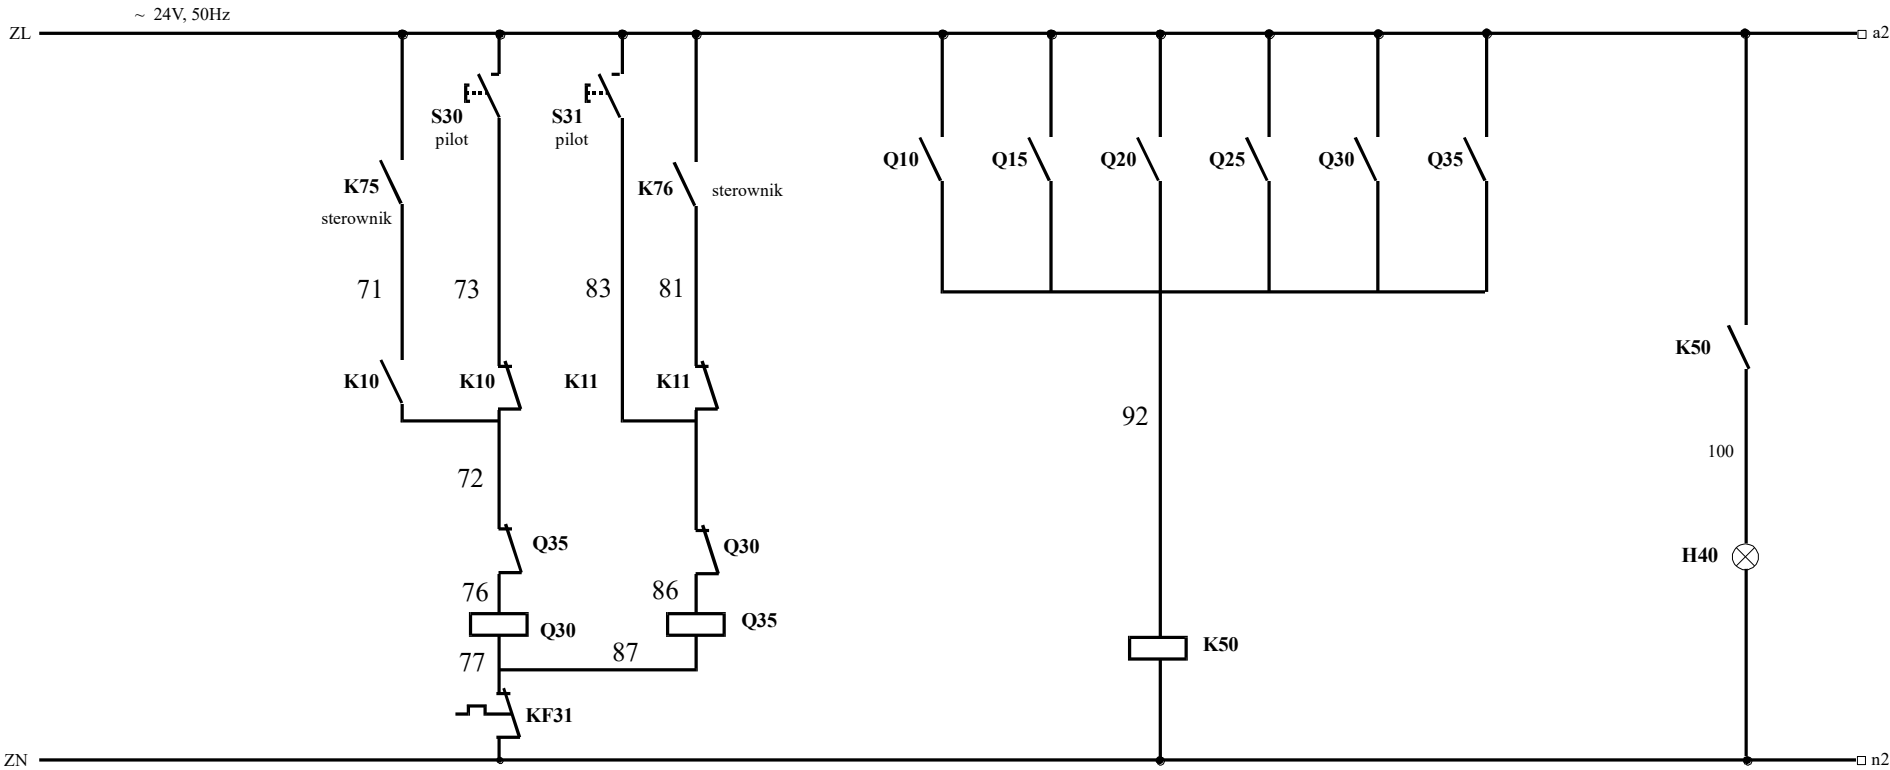 ~ 24V, 50Hz
ZL
a2
S30
pilot
S31
pilot
Q10
Q15
Q20
Q25
Q30
Q35
K75
sterownik
K76
sterownik
71
73
83
81
K50
K10
K10
K11
K11
92
100
72
Q35
Q30
H40
76
86
Q30
Q35
77
87
K50
KF31
ZN
n2